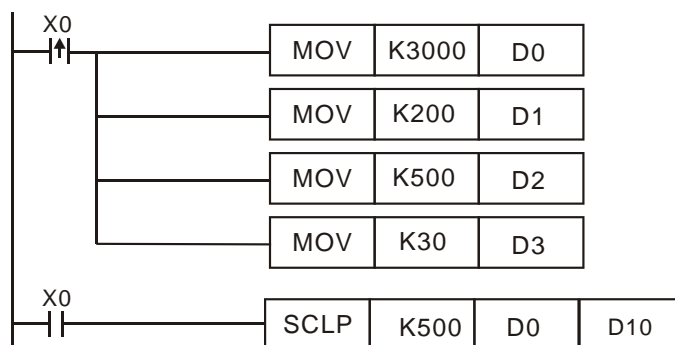 X0
MOV K3000 D0
MOV K200 D1
MOV K500 D2
MOV K30 D3
X0
SCLP K500 D0 D10